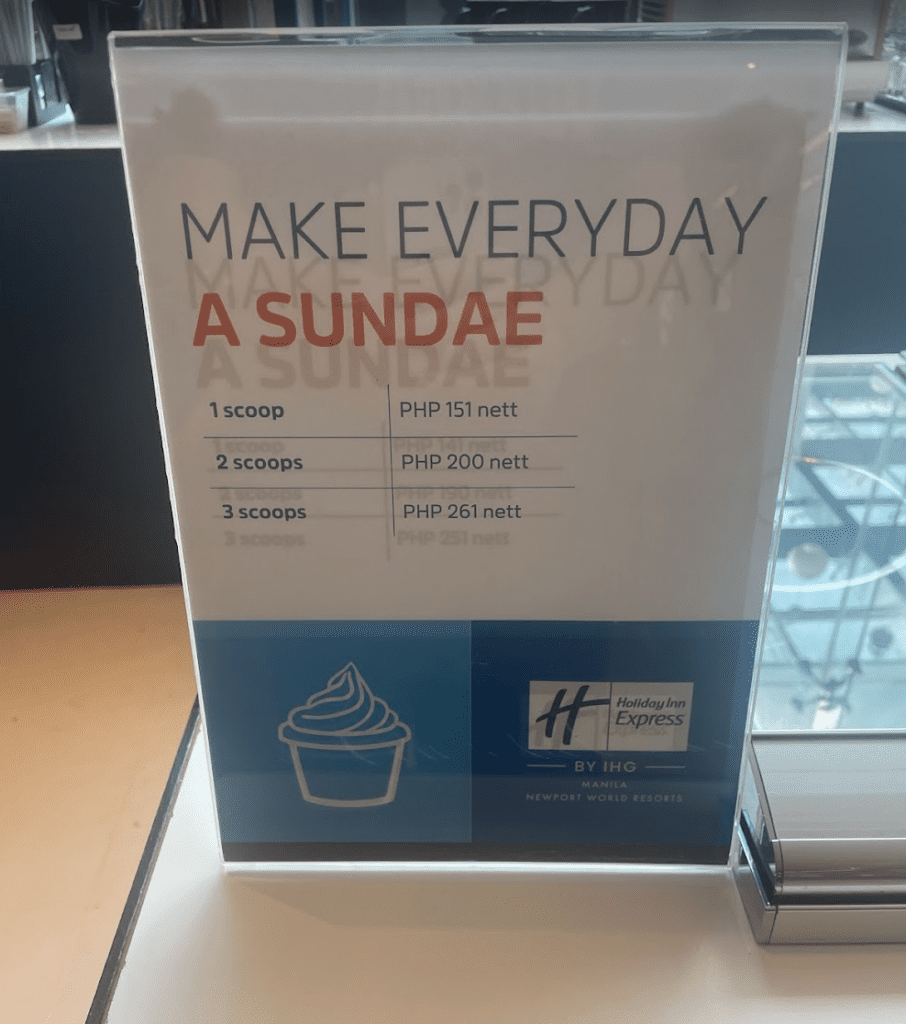 MAKE EVERYDAY
A SUNDAE
1 scoop PHP 151 nett
2 scoops PHP 200 nett
3 scoops PHP 261 nett
Holiday Inn
Express
BY IHG
MANILA
NEWPORT WORLD RESORTS